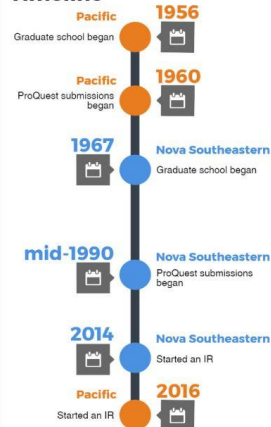 Pacific
1956
Graduate school began
Pacific
1960
ProQuest submissions
began
1967
Nova Southeastern
Graduate school began
mid-1990
Nova Southeastern
ProQuest submissions
began
2014
Nova Southeastern
Started an IR
Pacific
2016
Started an IR